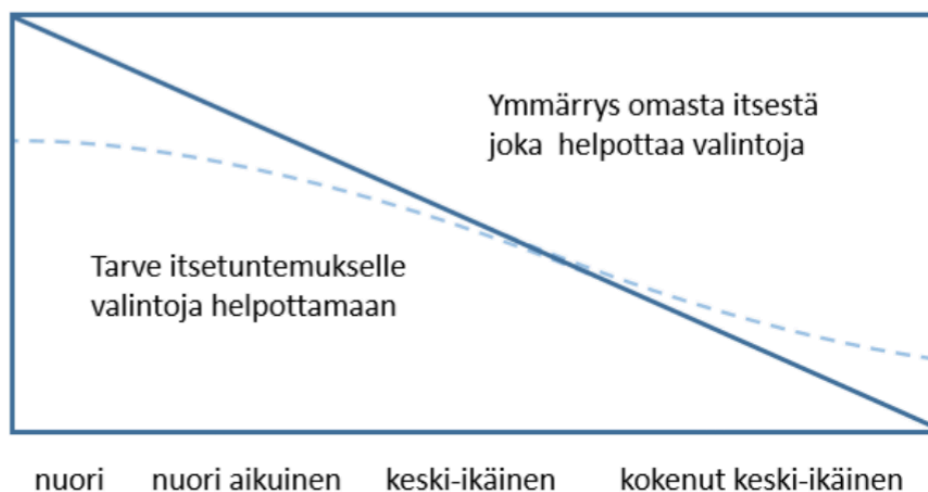 Ymmärrys omasta itsestä
joka helpottaa valintoja
Tarve itsetuntemukselle
valintoja helpottamaan
nuori nuori aikuinen keski-ikäinen kokenut keski-ikäinen